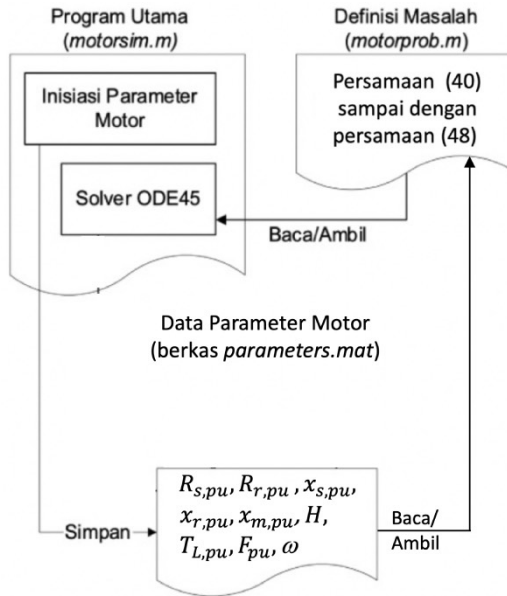 Program Utama
(motorsim.m)
Inisiasi Parameter
Motor
Solver ODE45
Definisi Masalah
(motorprob.m)
Persamaan (40)
sampai dengan
persamaan (48)
Baca/Ambil
Data Parameter Motor
(berkas parameters.mat)
Simpan
R_{s,pu}, R_{r,pu}, x_{s,pu},
x_{r,pu}, x_{m,pu}, H,
T_{L,pu}, F_{pu}, ω
Baca/
Ambil